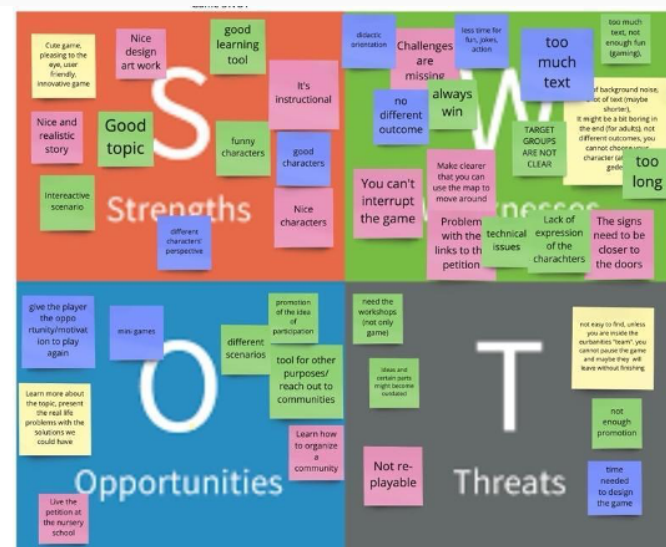 Cute game,
pleasing to the
eye, user
friendly,
innovative game
Nice
design
art work
good
learning
tool
It's
instructional
Nice and
realistic
story
Good
topic
funny
characters
good
characters
intereactive
scenario
different
characters'
perspective
Nice
characters
S
Strengths
didactic
orientation
Challenges
are
missing
less time for
fun, jokes,
action
too
much
text
too much
text, not
enough fun
(gaming),
no
different
outcome
always
win
TARGET
GROUPS
ARE NOT
CLEAR
of background noise,
of text (maybe
shorter),
it might be a bit boring in
the end (for adults), not
different outcomes, you
cannot choose your
character
too
long
You can't
interrupt
the game
Make clearer
that you can
use the map to
move around
Problem
with the
links to th
petition
technical
issues
Lack of
expression
of the
charachters
The signs
need to be
closer to
the doors
W
give the player
the oppo
rtunity/motivat
ion to play
again
mini games
promotion
of the idea
of
participation
different
scenarios
tool for other
purposes/
reach out to
communities
Learn more about
the topic, present
the real life
problems with the
solutions we
could have
Learn how
to organize
a
community
Live the
petition at
the nursery
school
O
Opportunities
need the
workshops
(not only
game)
ideas and
certain parts
might become
outdated
not easy to find, unless
you are inside the
eurbanities "team". you
cannot pause the game
and maybe they will
leave without finishing
not
enough
promotion
Not re-
playable
time
needed
to design
the game
T
Threats